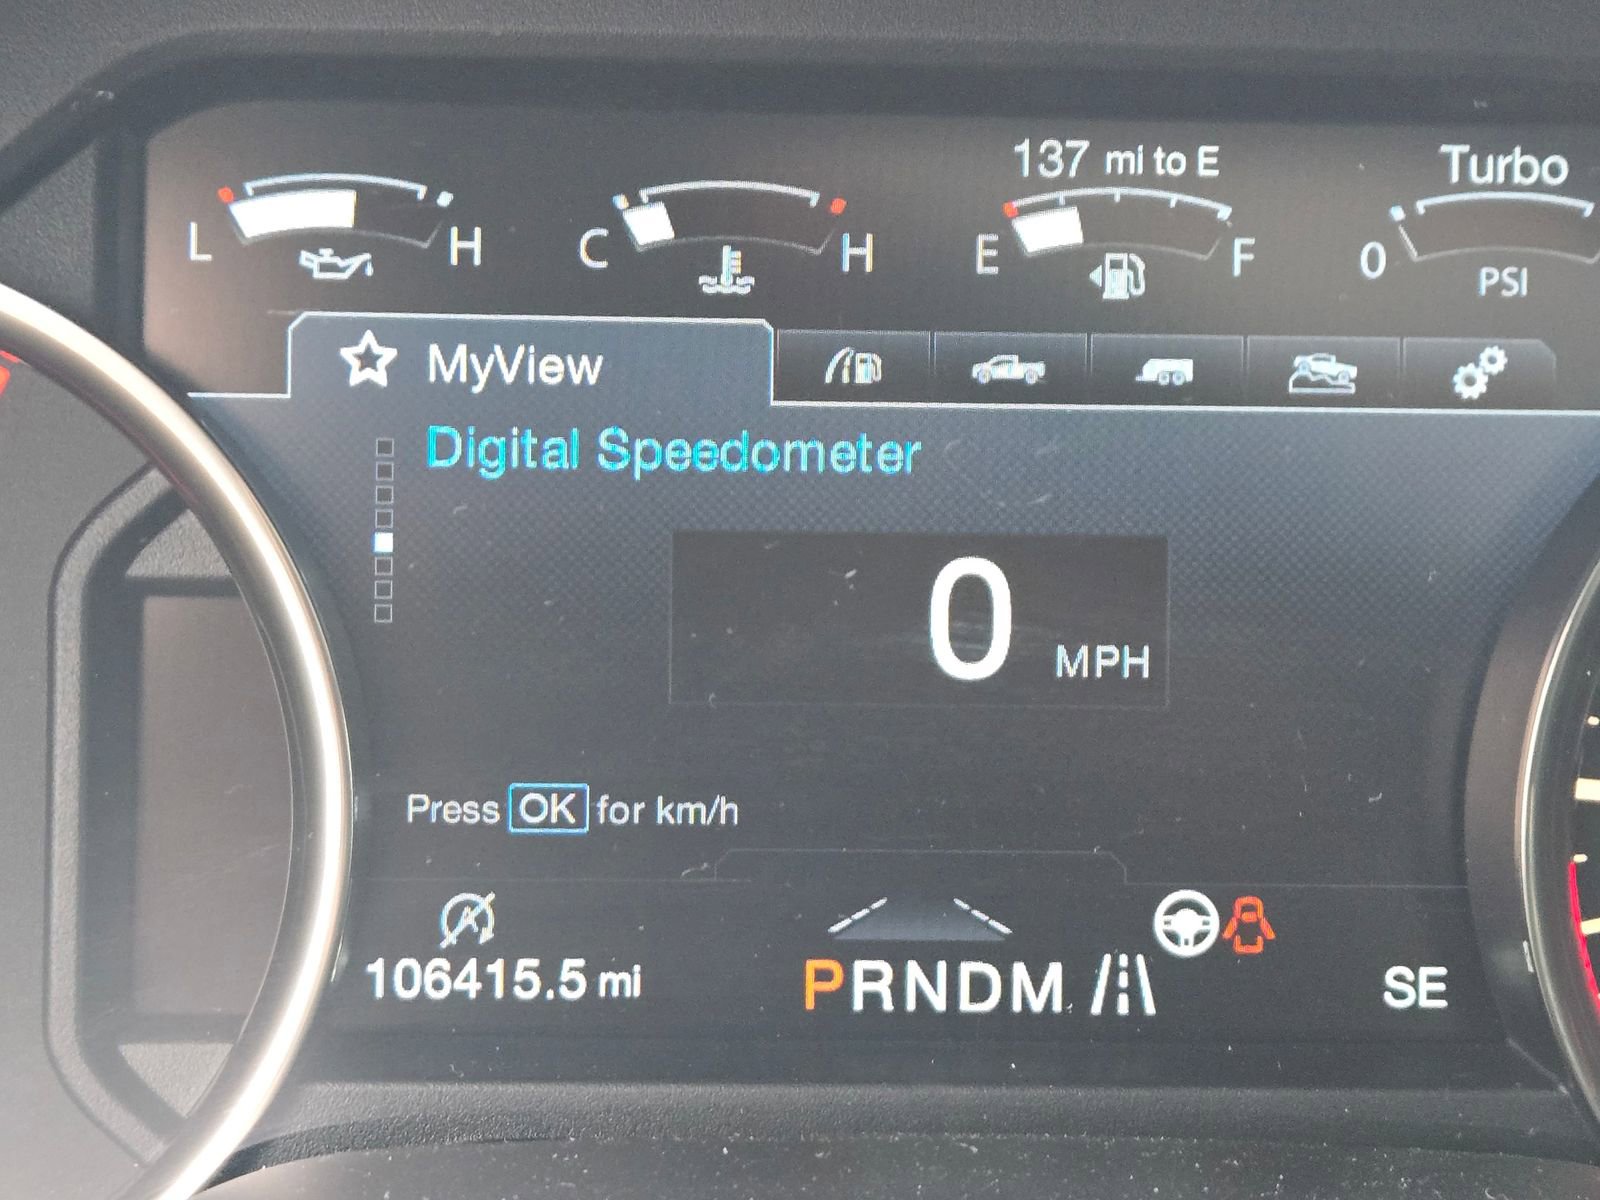 137 mi to E
Turbo
L H
C H
E F
0
PSI
MyView
Digital Speedometer
0 MPH
Press OK for km/h
106415.5 mi
PRNDM
SE